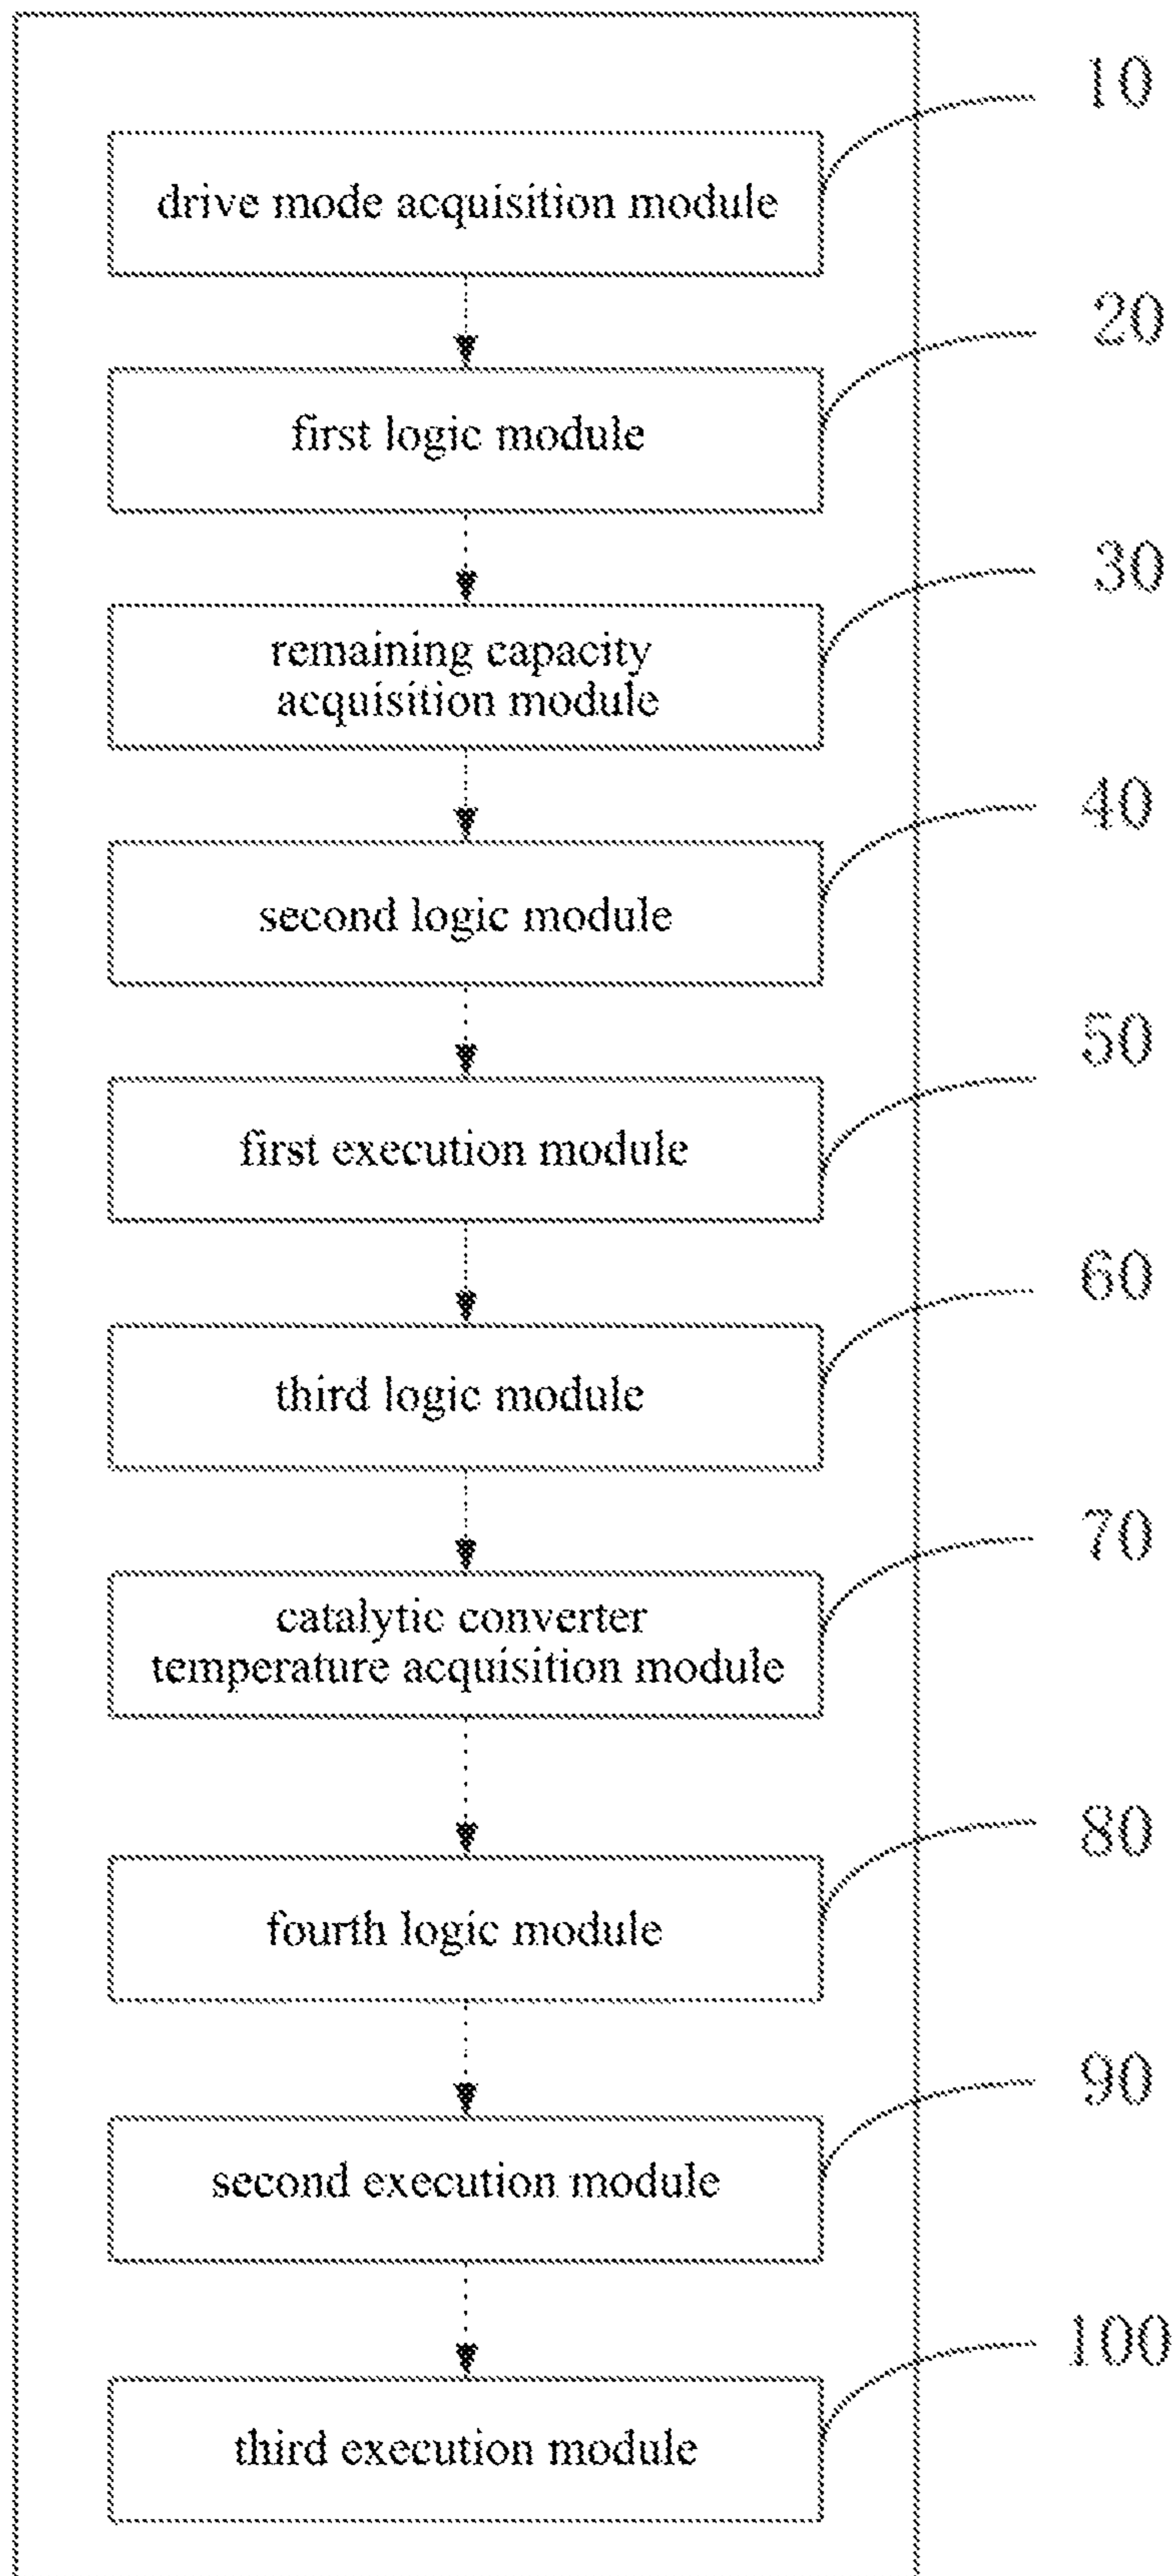 10
drive mode acquisition module
20
first logic module
30
remaining capacity
acquisition module
40
second logic module
50
first execution module
60
third logic module
70
catalytic converter
temperature acquisition module
80
fourth logic module
90
second execution module
100
third execution module